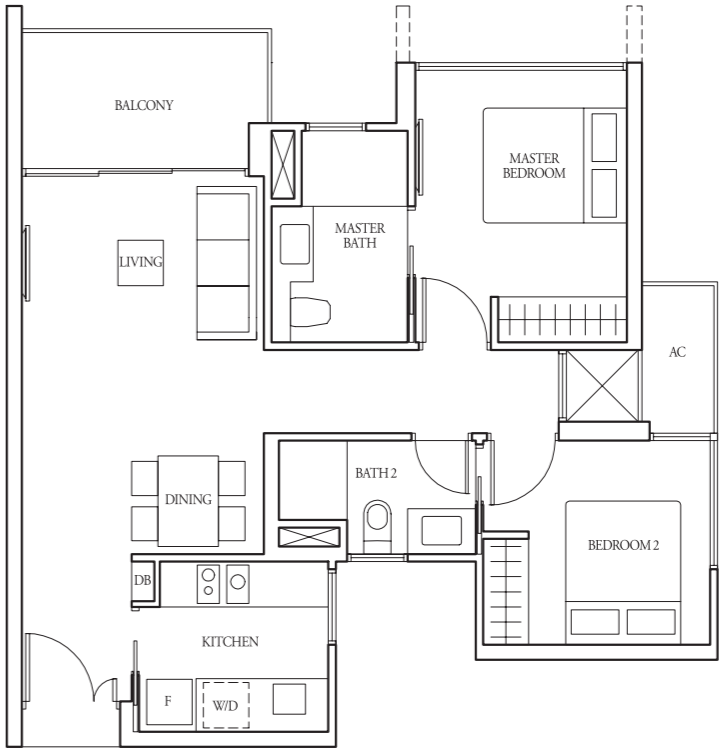 BALCONY
MASTER
BEDROOM
MASTER
BATH
LIVING
AC
BATH 2
DINING
BEDROOM 2
DB
KITCHEN
F
W/D